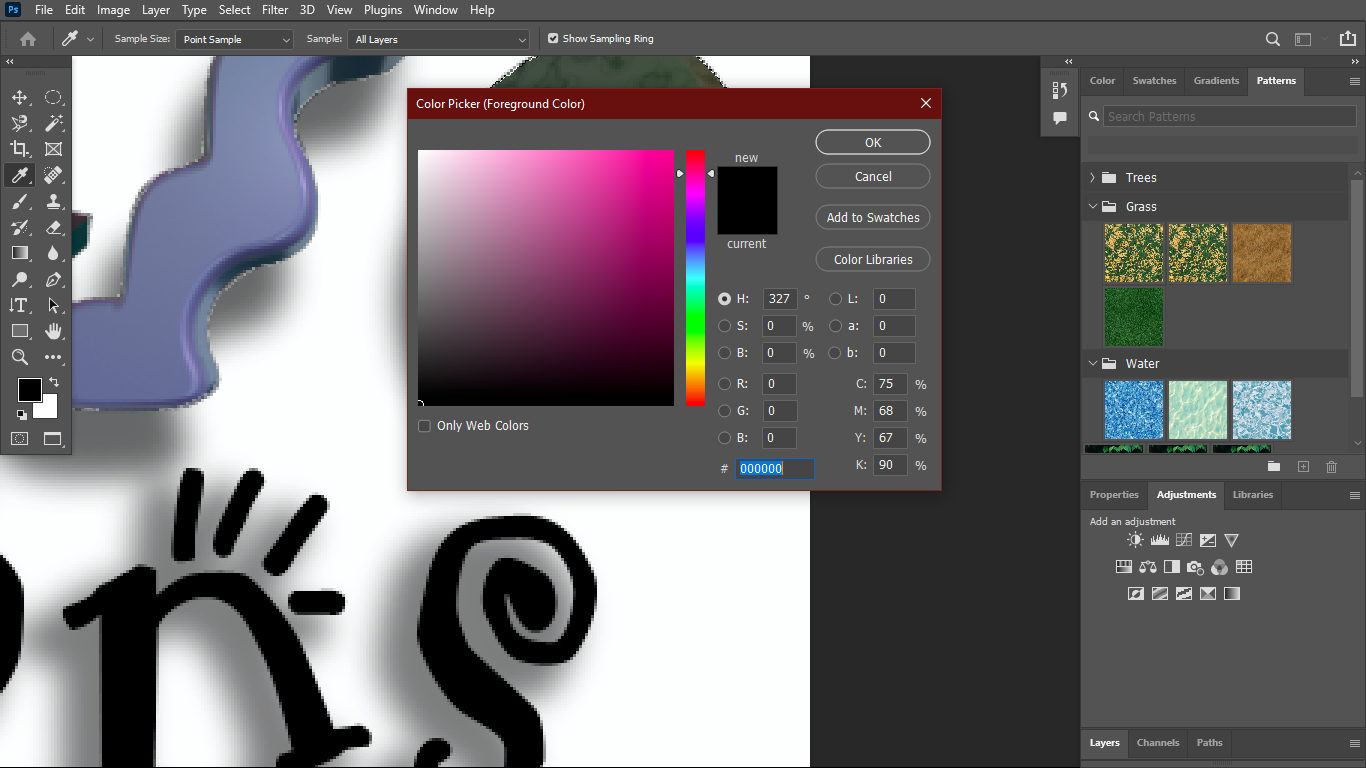 Ps File Edit Image Layer Type Select Filter 3D View Plugins Window Help
Sample Size: Point Sample Sample: All Layers Show Sampling Ring
Color Swatches Gradients Patterns
Search Patterns
Trees
Grass
Water
Color Picker (Foreground Color)
new
current
OK
Cancel
Add to Swatches
Color Libraries
H: 327 ° L: 0
S: 0 % a: 0
B: 0 % b: 0
R: 0 C: 75 %
G: 0 M: 68 %
B: 0 Y: 67 %
# 000000 K: 90 %
Only Web Colors
Properties Adjustments Libraries
Add an adjustment
Layers Channels Paths
ns